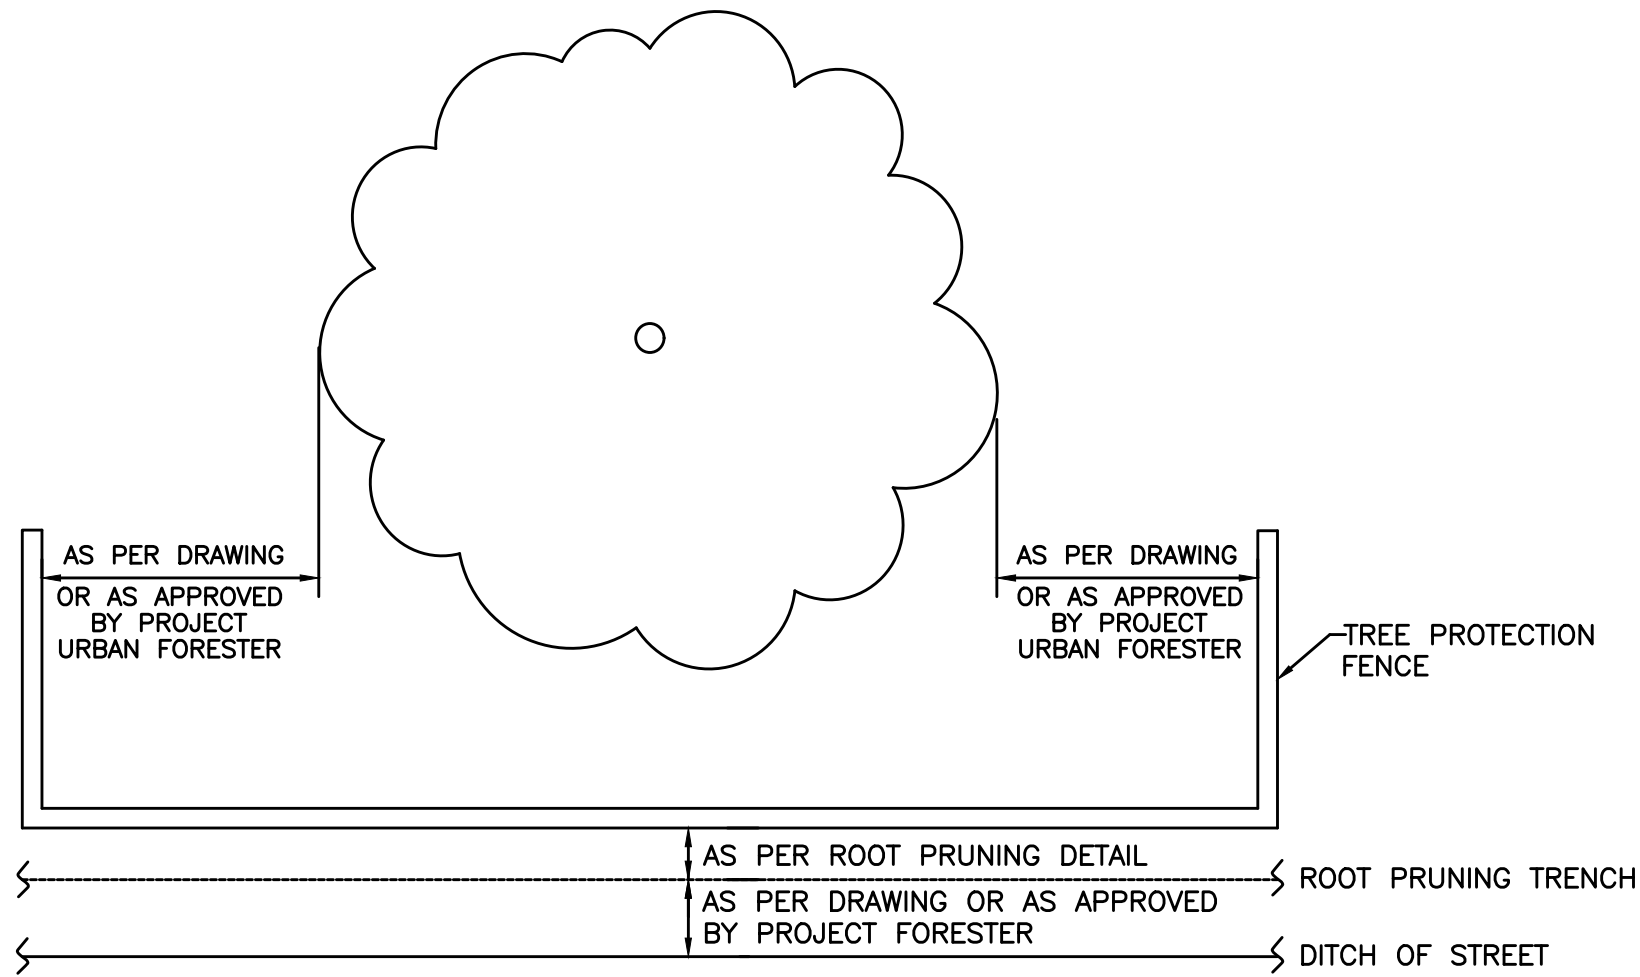 AS PER DRAWING
OR AS APPROVED
BY PROJECT
URBAN FORESTER
AS PER DRAWING
OR AS APPROVED
BY PROJECT
URBAN FORESTER
TREE PROTECTION
FENCE
AS PER ROOT PRUNING DETAIL
ROOT PRUNING TRENCH
AS PER DRAWING OR AS APPROVED
BY PROJECT FORESTER
DITCH OF STREET